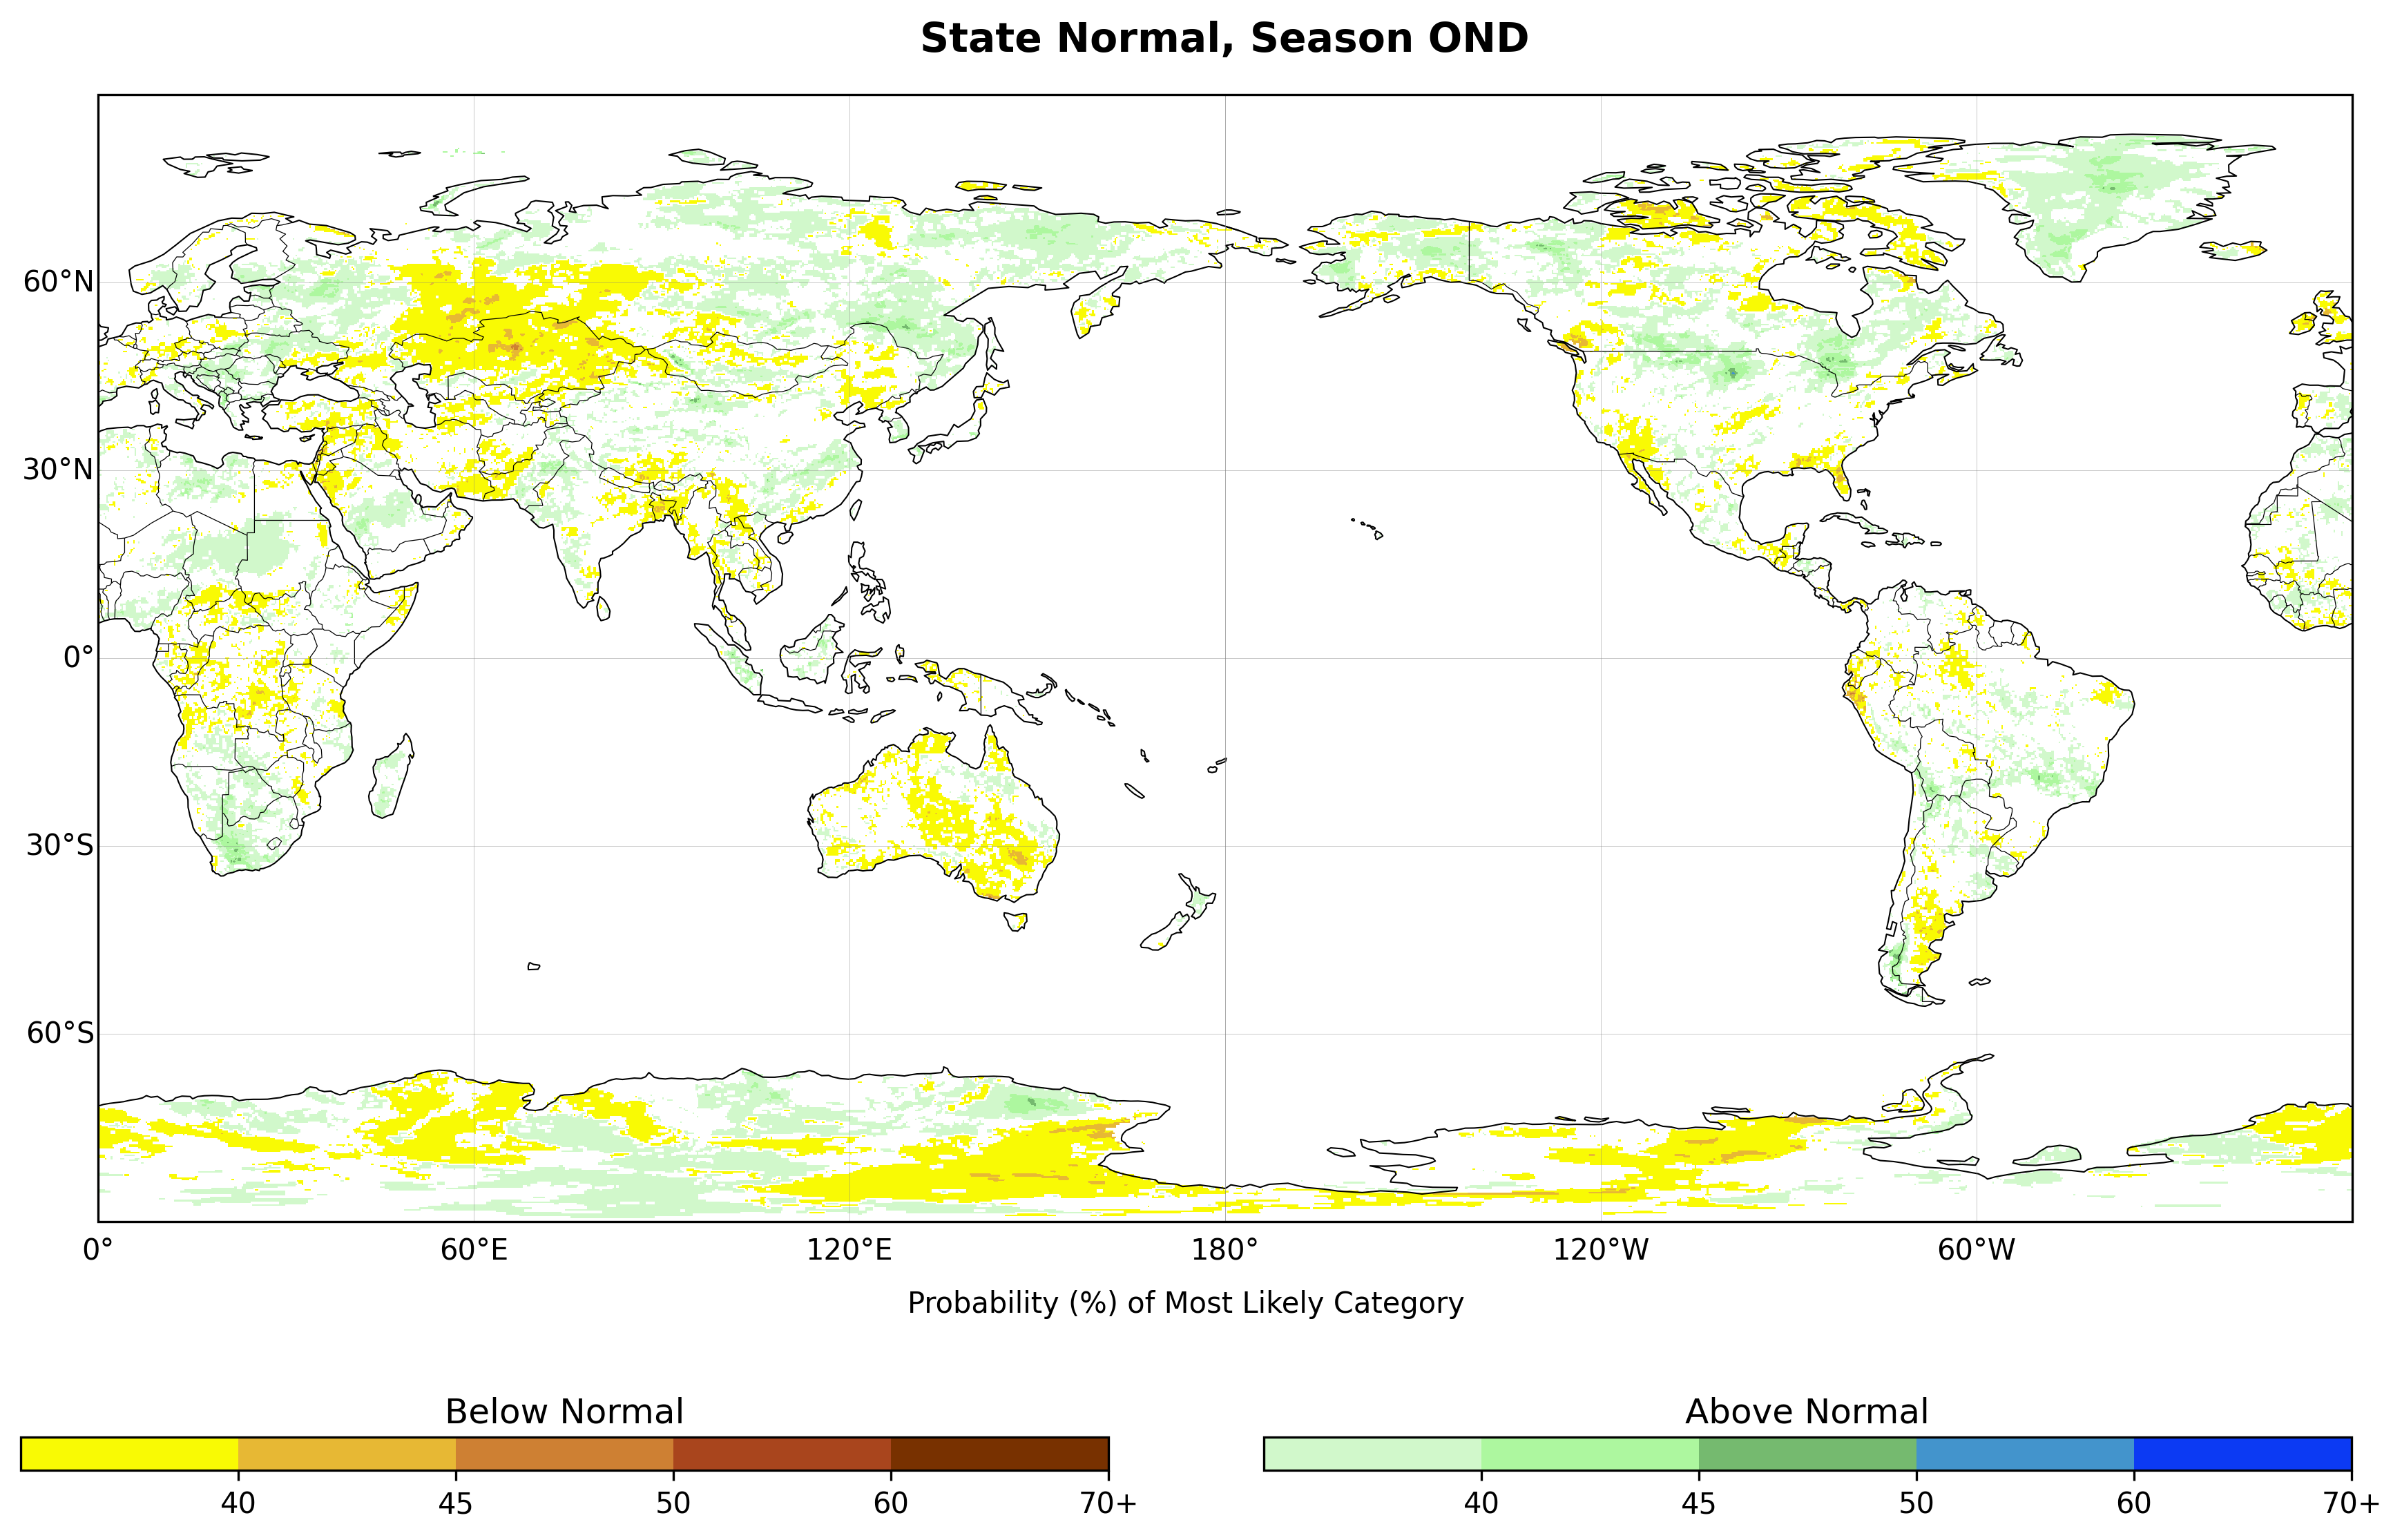 State Normal, Season OND
60°N
30°N
0°
30°S
60°S
0° 60°E 120°E 180° 120°W 60°W
Probability (%) of Most Likely Category
Below Normal
40 45 50 60 70+
Above Normal
40 45 50 60 70+